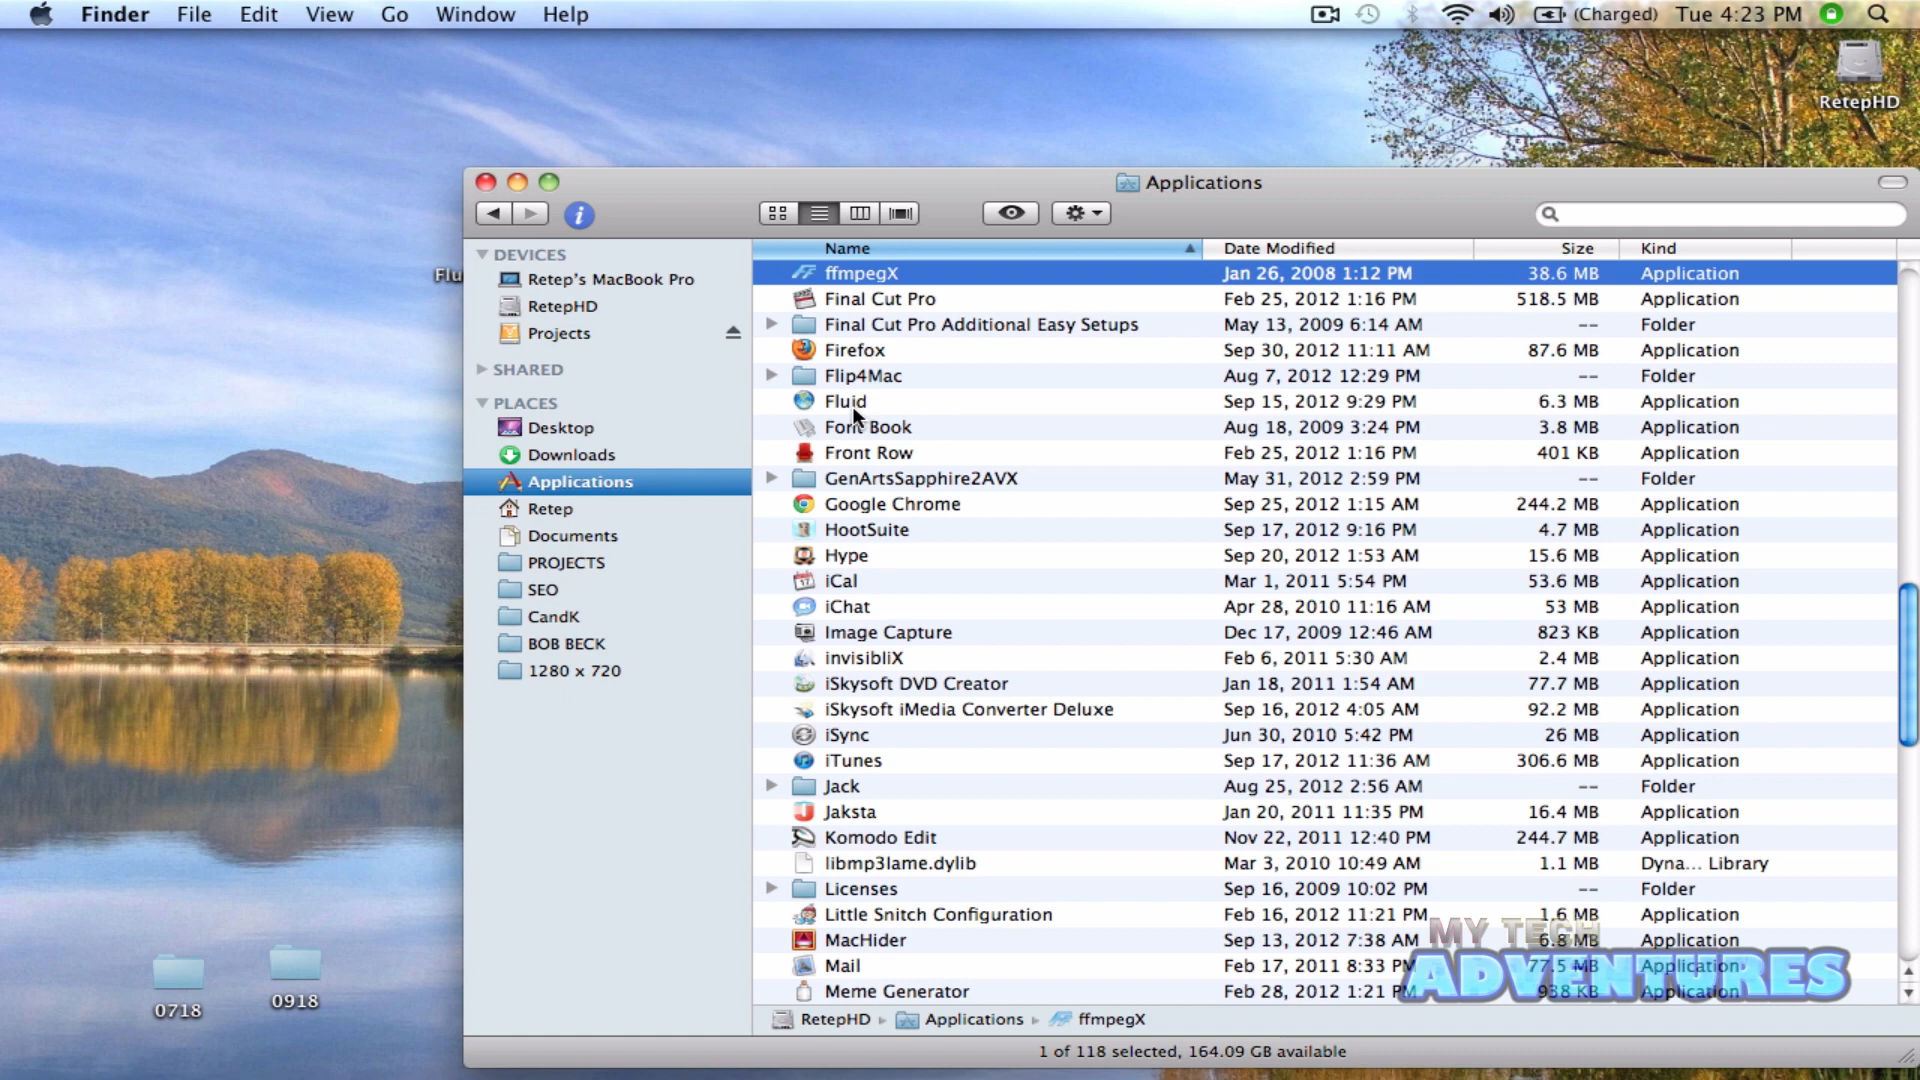 Finder File Edit View Go Window Help (Charged) Tue 4:23 PM
RetepHD
Applications
Flu
DEVICES
Retep's MacBook Pro
RetepHD
Projects
SHARED
PLACES
Desktop
Downloads
Applications
Retep
Documents
PROJECTS
SEO
CandK
BOB BECK
1280 x 720
Name Date Modified Size Kind
ffmpegX Jan 26, 2008 1:12 PM 38.6 MB Application
Final Cut Pro Feb 25, 2012 1:16 PM 518.5 MB Application
Final Cut Pro Additional Easy Setups May 13, 2009 6:14 AM -- Folder
Firefox Sep 30, 2012 11:11 AM 87.6 MB Application
Flip4Mac Aug 7, 2012 12:29 PM -- Folder
Fluid Sep 15, 2012 9:29 PM 6.3 MB Application
Font Book Aug 18, 2009 3:24 PM 3.8 MB Application
Front Row Feb 25, 2012 1:16 PM 401 KB Application
GenArtsSapphire2AVX May 31, 2012 2:59 PM -- Folder
Google Chrome Sep 25, 2012 1:15 AM 244.2 MB Application
HootSuite Sep 17, 2012 9:16 PM 4.7 MB Application
Hype Sep 20, 2012 1:53 AM 15.6 MB Application
iCal Mar 1, 2011 5:54 PM 53.6 MB Application
iChat Apr 28, 2010 11:16 AM 53 MB Application
Image Capture Dec 17, 2009 12:46 AM 823 KB Application
invisibliX Feb 6, 2011 5:30 AM 2.4 MB Application
iSkysoft DVD Creator Jan 18, 2011 1:54 AM 77.7 MB Application
iSkysoft iMedia Converter Deluxe Sep 16, 2012 4:05 AM 92.2 MB Application
iSync Jun 30, 2010 5:42 PM 26 MB Application
iTunes Sep 17, 2012 11:36 AM 306.6 MB Application
Jack Aug 25, 2012 2:56 AM -- Folder
Jaksta Jan 20, 2011 11:35 PM 16.4 MB Application
Komodo Edit Nov 22, 2011 12:40 PM 244.7 MB Application
libmp3lame.dylib Mar 3, 2010 10:49 AM 1.1 MB Dyna... Library
Licenses Sep 16, 2009 10:02 PM -- Folder
Little Snitch Configuration Feb 16, 2012 11:21 PM 1.6 MB Application
MacHider Sep 13, 2012 7:38 AM 6.8 MB Application
Mail Feb 17, 2011 8:33 PM 77.5 MB Application
Meme Generator Feb 28, 2012 1:21 PM 938 KB Application
MY TECH
ADVENTURES
RetepHD Applications ffmpegX
1 of 118 selected, 164.09 GB available
0718
0918